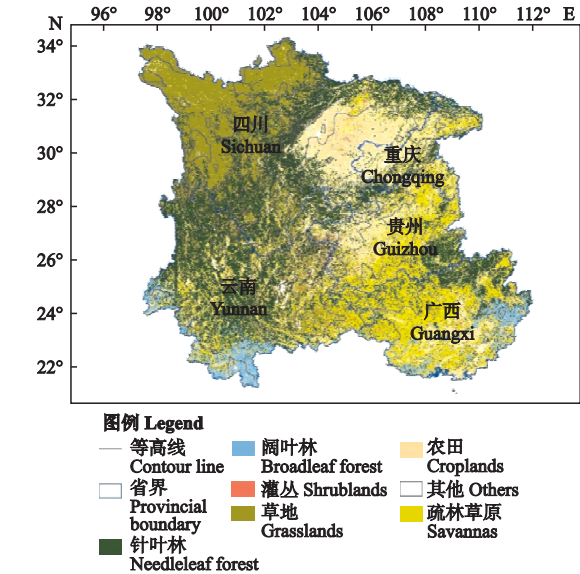 96° 98° 100° 102° 104° 106° 108° 110° 112° E
N
34°
32°
30°
28°
26°
24°
22°
四川
Sichuan
重庆
Chongqing
贵州
Guizhou
云南
Yunnan
广西
Guangxi
图例 Legend
等高线
Contour line
省界
Provincial
boundary
针叶林
Needleleaf forest
阔叶林
Broadleaf forest
灌丛 Shrublands
草地
Grasslands
农田
Croplands
其他 Others
疏林草原
Savannas